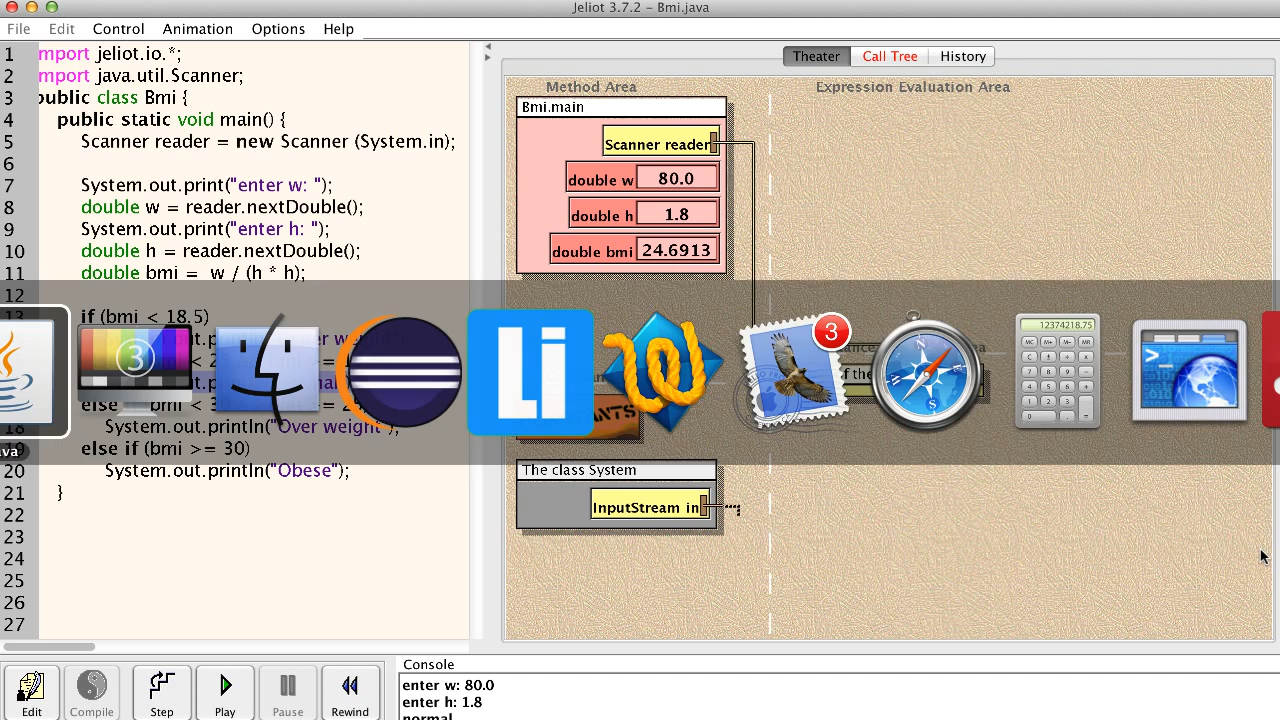 Jeliot 3.7.2 – Bmi.java
File Edit Control Animation Options Help
1 mport jeliot.io.*;
2 mport java.util.Scanner;
3 public class Bmi {
4 public static void main() {
5 Scanner reader = new Scanner (System.in);
6
7 System.out.print("enter w: ");
8 double w = reader.nextDouble();
9 System.out.print("enter h: ");
10 double h = reader.nextDouble();
11 double bmi = w / (h * h);
12
if (bmi < 18.5)
else
System.out.println("Over weight");
else if (bmi >= 30)
20 System.out.println("Obese");
21 }
22
23
24
25
26
27
Theater Call Tree History
Method Area
Expression Evaluation Area
Bmi.main
Scanner reader
double w 80.0
double h 1.8
double bmi 24.6913
3
Li
3
12374218.75
The class System
InputStream in
Edit Compile Step Play Pause Rewind
Console
enter w: 80.0
enter h: 1.8
normal